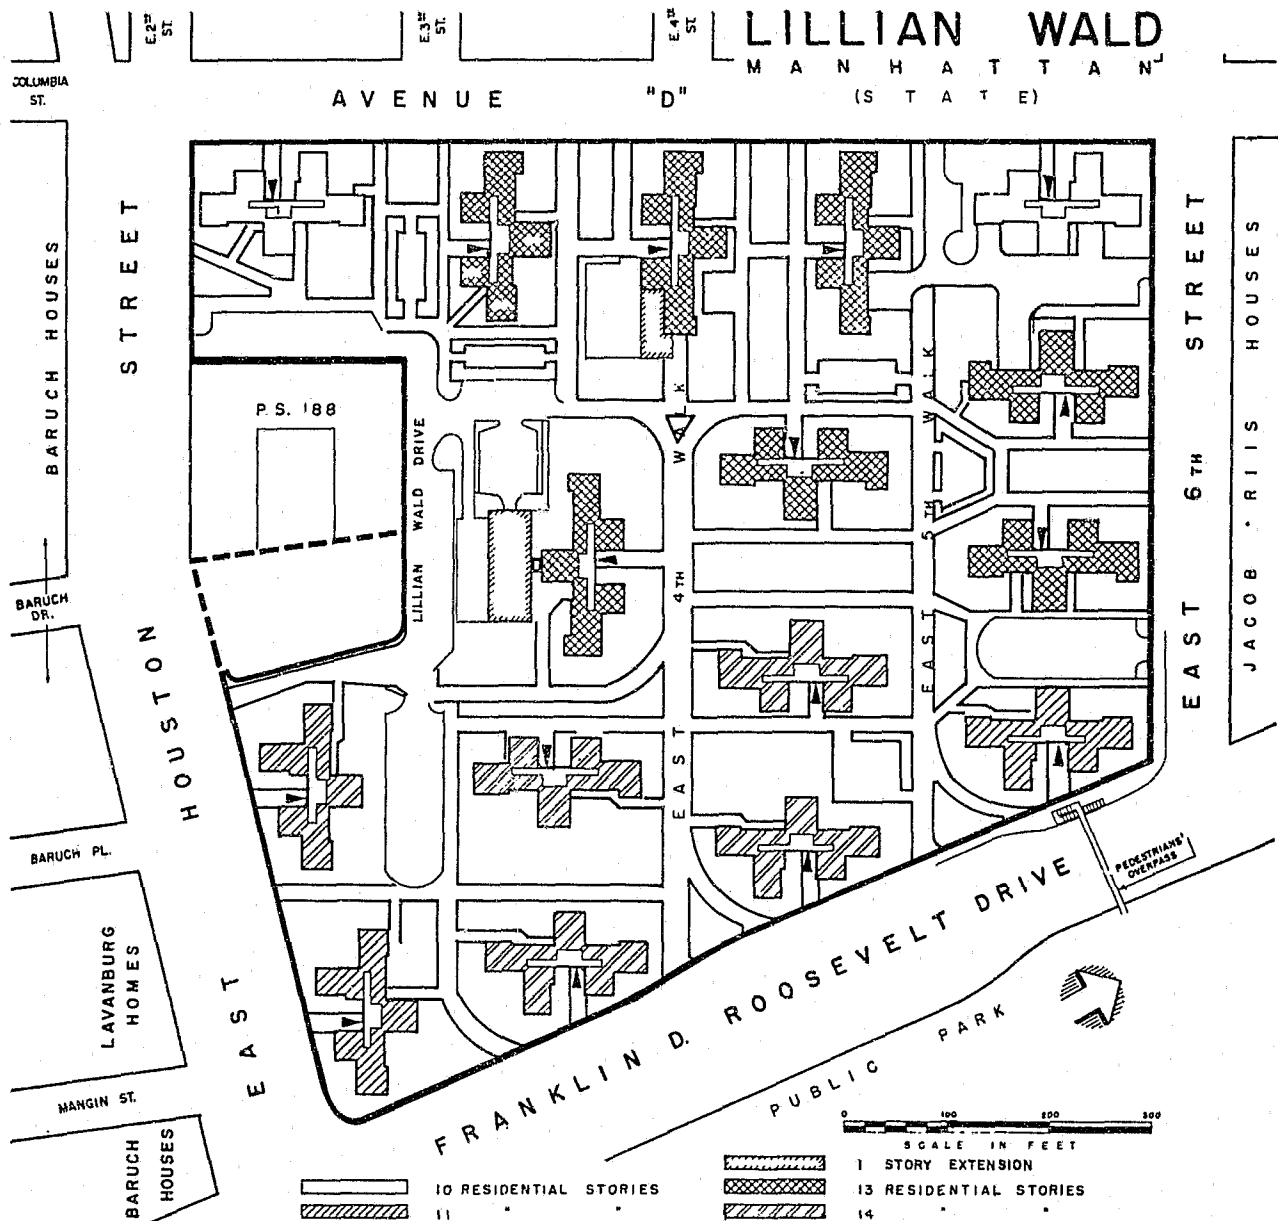 LILLIAN WALD
MANHATTAN
(STATE)
E. 2ND ST.
E. 3RD ST.
E. 4TH ST.
COLUMBIA ST.
AVENUE "D"
BARUCH HOUSES
EAST HOUSTON STREET
P. S. 188
LILLIAN WALD DRIVE
EAST 4TH WALK
EAST 5TH WALK
EAST 6TH STREET
JACOB • RIIS HOUSES
BARUCH DR.
BARUCH PL.
LAVANBURG HOMES
MANGIN ST.
BARUCH HOUSES
FRANKLIN D. ROOSEVELT DRIVE
PEDESTRIANS' OVERPASS
PUBLIC PARK
0 100 200 300
SCALE IN FEET
1 STORY EXTENSION
10 RESIDENTIAL STORIES
13 RESIDENTIAL STORIES
11 " "
14 " "